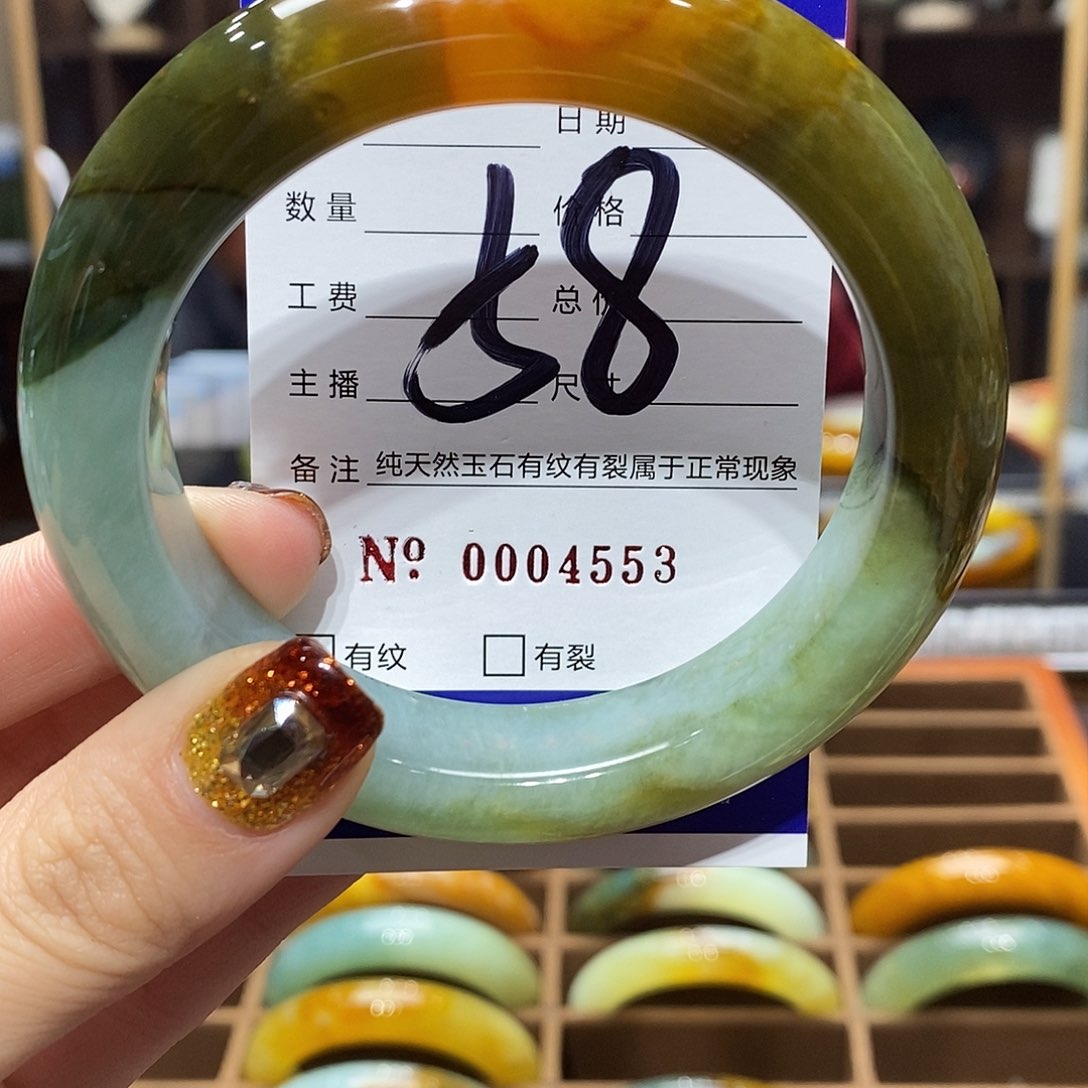 日期
数量 价格
58
工费 总价
主播 尺寸
备注 纯天然玉石有纹有裂属于正常现象
Nº 0004553
有纹 有裂